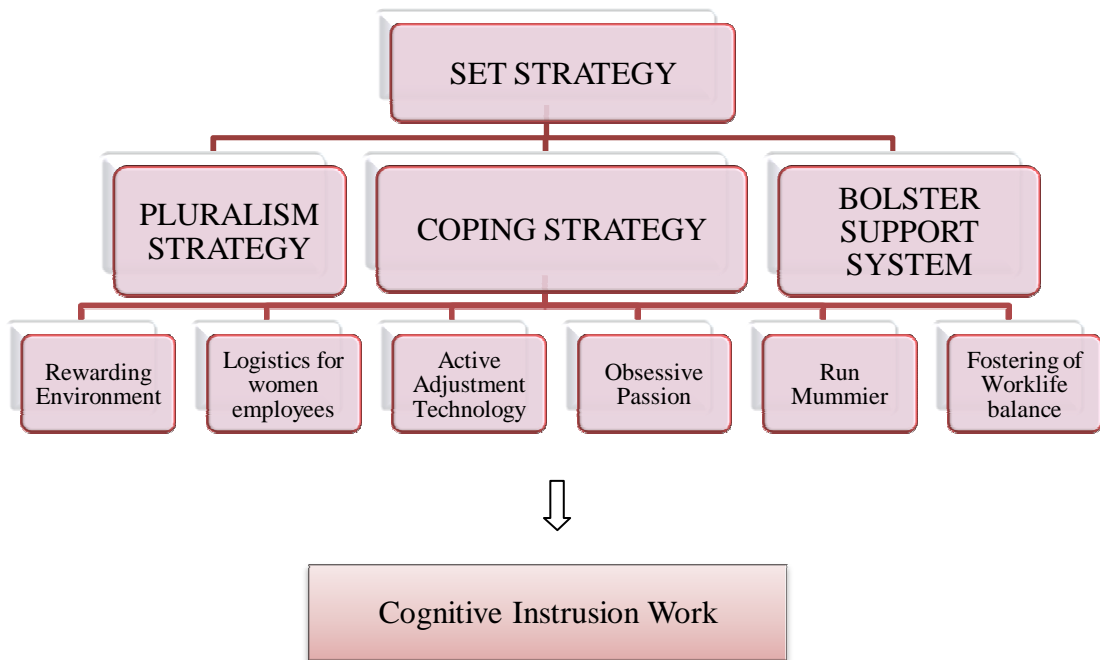 SET STRATEGY
PLURALISM
STRATEGY
COPING STRATEGY
BOLSTER
SUPPORT
SYSTEM
Rewarding
Environment
Logistics for
women
employees
Active
Adjustment
Technology
Obsessive
Passion
Run
Mummier
Fostering of
Worklife
balance
Cognitive Instrusion Work